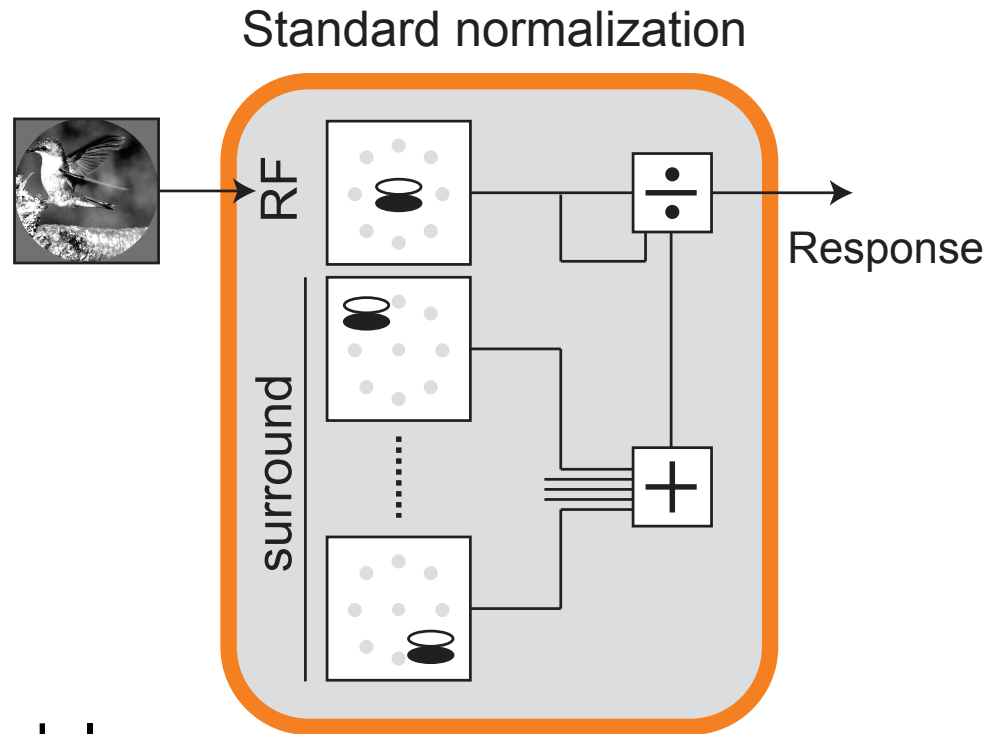 Standard normalization
RF
÷
Response
surround
+